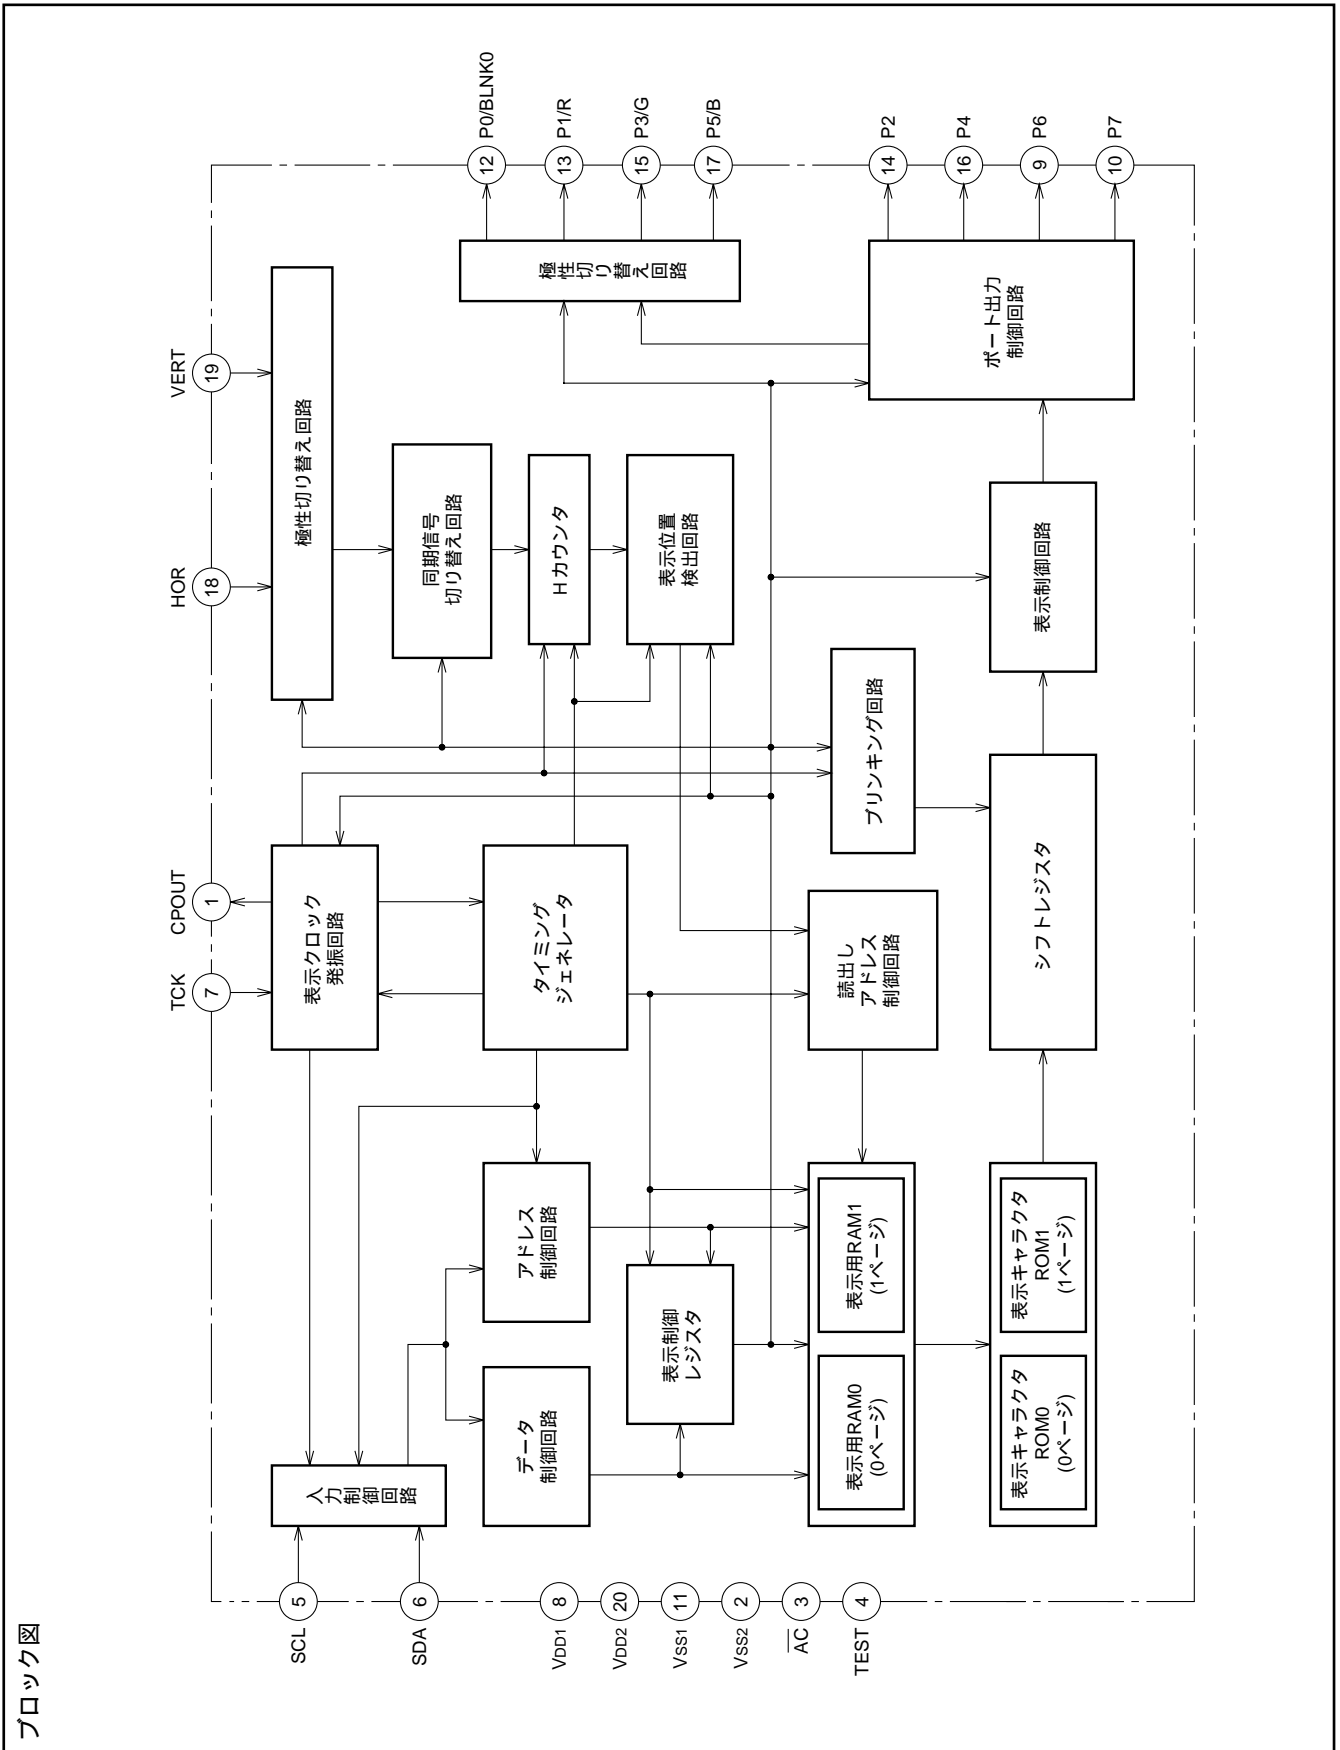 ブロック図
TCK
7
CPOUT
1
HOR
18
VERT
19
SCL
5
SDA
6
VDD1
8
VDD2
20
VSS1
11
VSS2
2
AC
3
TEST
4
入力制御回路
表示クロック
発振回路
極性切り替え回路
同期信号
切り替え回路
データ
制御回路
アドレス
制御回路
タイミング
ジェネレータ
Hカウンタ
表示制御
レジスタ
表示位置
検出回路
極性切り替え回路
表示用RAM0
(0ページ)
表示用RAM1
(1ページ)
読出し
アドレス
制御回路
ブリンキング回路
表示キャラクタ
ROM0
(0ページ)
表示キャラクタ
ROM1
(1ページ)
シフトレジスタ
表示制御回路
ポート出力
制御回路
12
P0/BLNK0
13
P1/R
15
P3/G
17
P5/B
14
P2
16
P4
9
P6
10
P7